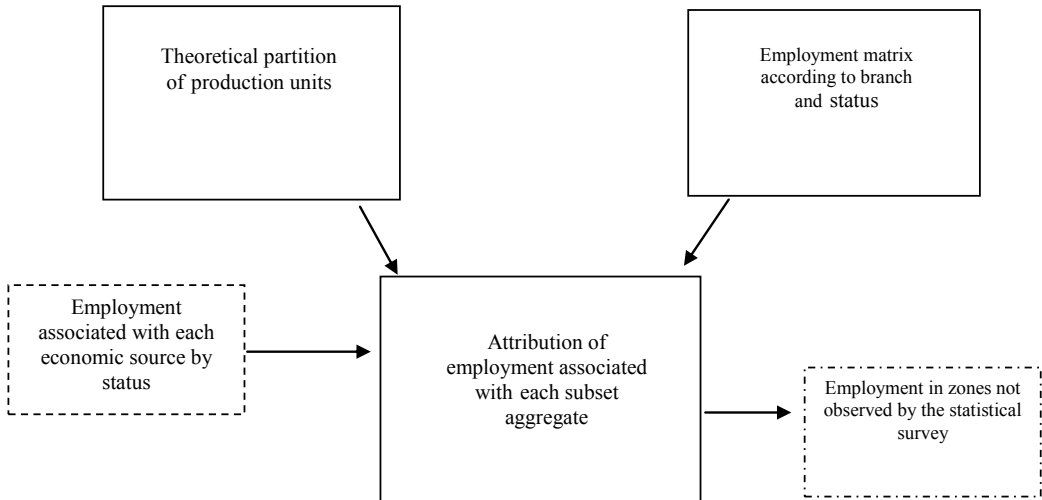 Theoretical partition
of production units
Employment matrix
according to branch
and status
Employment
associated with each
economic source by
status
Attribution of
employment associated
with each subset
aggregate
Employment in zones not
observed by the statistical
survey